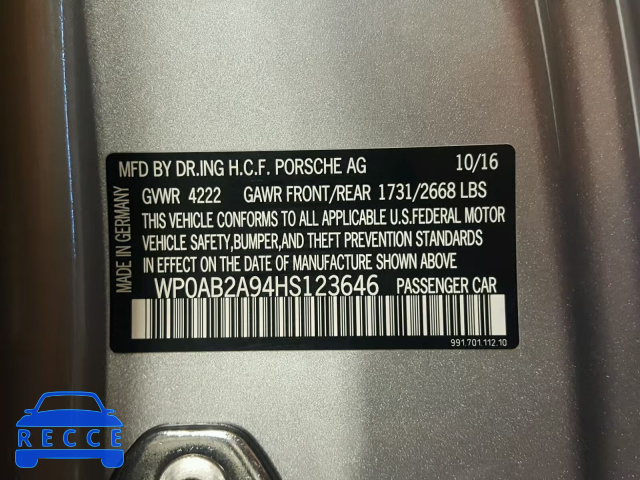 MFD BY DR.ING H.C.F. PORSCHE AG 10/16
GVWR 4222 GAWR FRONT/REAR 1731/2668 LBS
THIS VEHICLE CONFORMS TO ALL APPLICABLE U.S.FEDERAL MOTOR
VEHICLE SAFETY,BUMPER,AND THEFT PREVENTION STANDARDS
IN EFFECT ON THE DATE OF MANUFACTURE SHOWN ABOVE.
WP0AB2A94HS123646 PASSENGER CAR
991.701.112.10
MADE IN GERMANY
RECCE